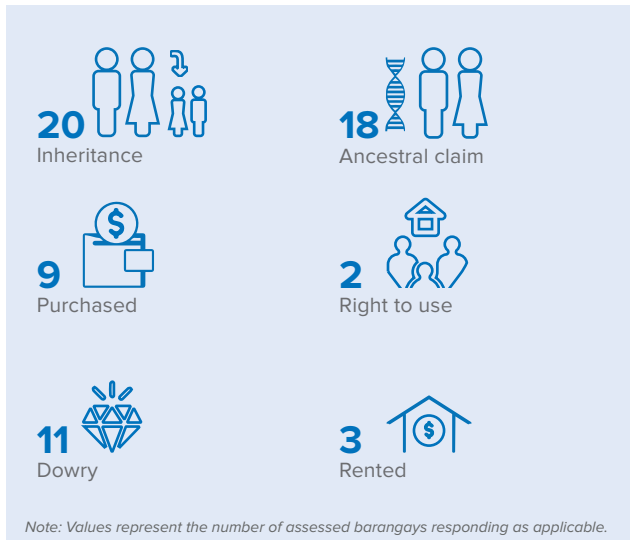 20
Inheritance
18
Ancestral claim
$
9
Purchased
2
Right to use
11
Dowry
$
3
Rented
Note: Values represent the number of assessed barangays responding as applicable.